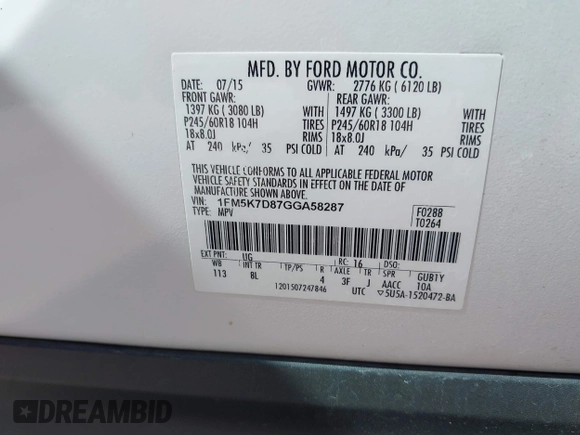 MFD. BY FORD MOTOR CO.
DATE: 07/15 GVWR: 2776 KG ( 6120 LB)
FRONT GAWR: REAR GAWR:
1397 KG ( 3080 LB) WITH 1497 KG ( 3300 LB) WITH
P245/60R18 104H TIRES P245/60R18 104H TIRES
18x8.0J RIMS 18x8.0J RIMS
AT 240 kPa/ 35 PSI COLD AT 240 kPa/ 35 PSI COLD
THIS VEHICLE CONFORMS TO ALL APPLICABLE FEDERAL MOTOR
VEHICLE SAFETY STANDARDS IN EFFECT ON THE DATE OF
MANUFACTURE SHOWN ABOVE.
VIN: 1FM5K7D87GGA58287 F0288
TYPE: MPV T0264
EXT PNT: UG RC: 16 DSO:
WB INT TR TP/PS R AXLE TR SPR GUB1Y
113 8L 4 3F J AACC 10A
1201507247846 UTC ▽5U5A-1520472-BA
DREAMBID